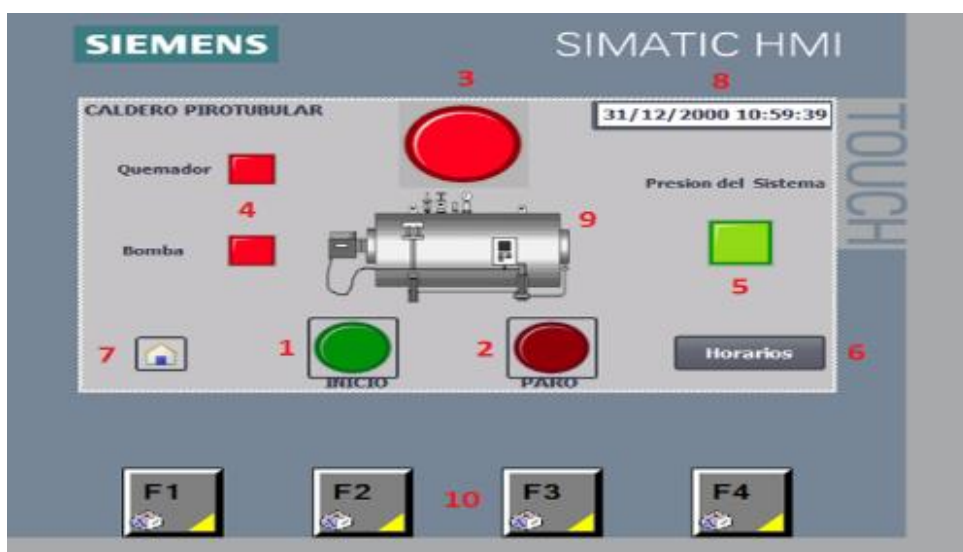 SIEMENS
SIMATIC HMI
3
8
CALDERO PIROTUBULAR
31/12/2000 10:59:39
TOUCH
Quemador
Presion del Sistema
4
9
Bomba
5
7
1
2
Horarios
6
INICIO
PARO
F1
F2
10
F3
F4